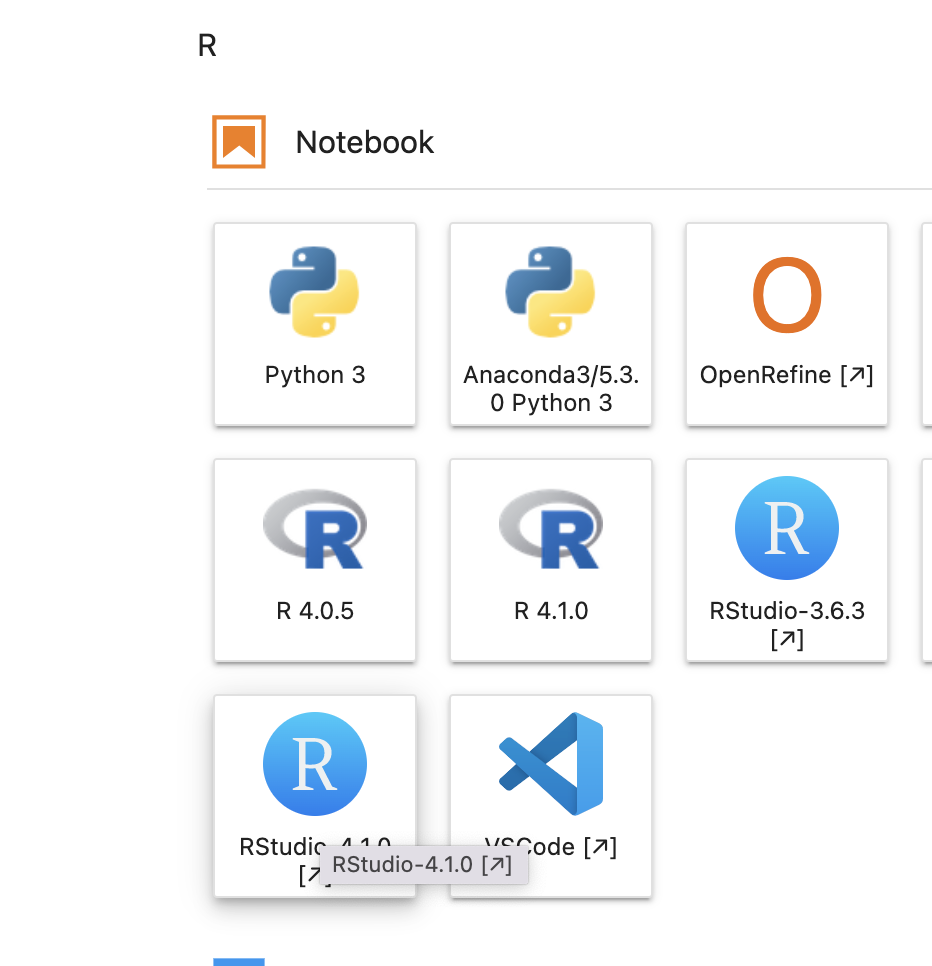 R
Notebook
Python 3
Anaconda3/5.3.
0 Python 3
OpenRefine [↗]
R 4.0.5
R 4.1.0
RStudio-3.6.3
[↗]
RStudio-4.1.0
[↗]
VSCode [↗]
RStudio-4.1.0 [↗]